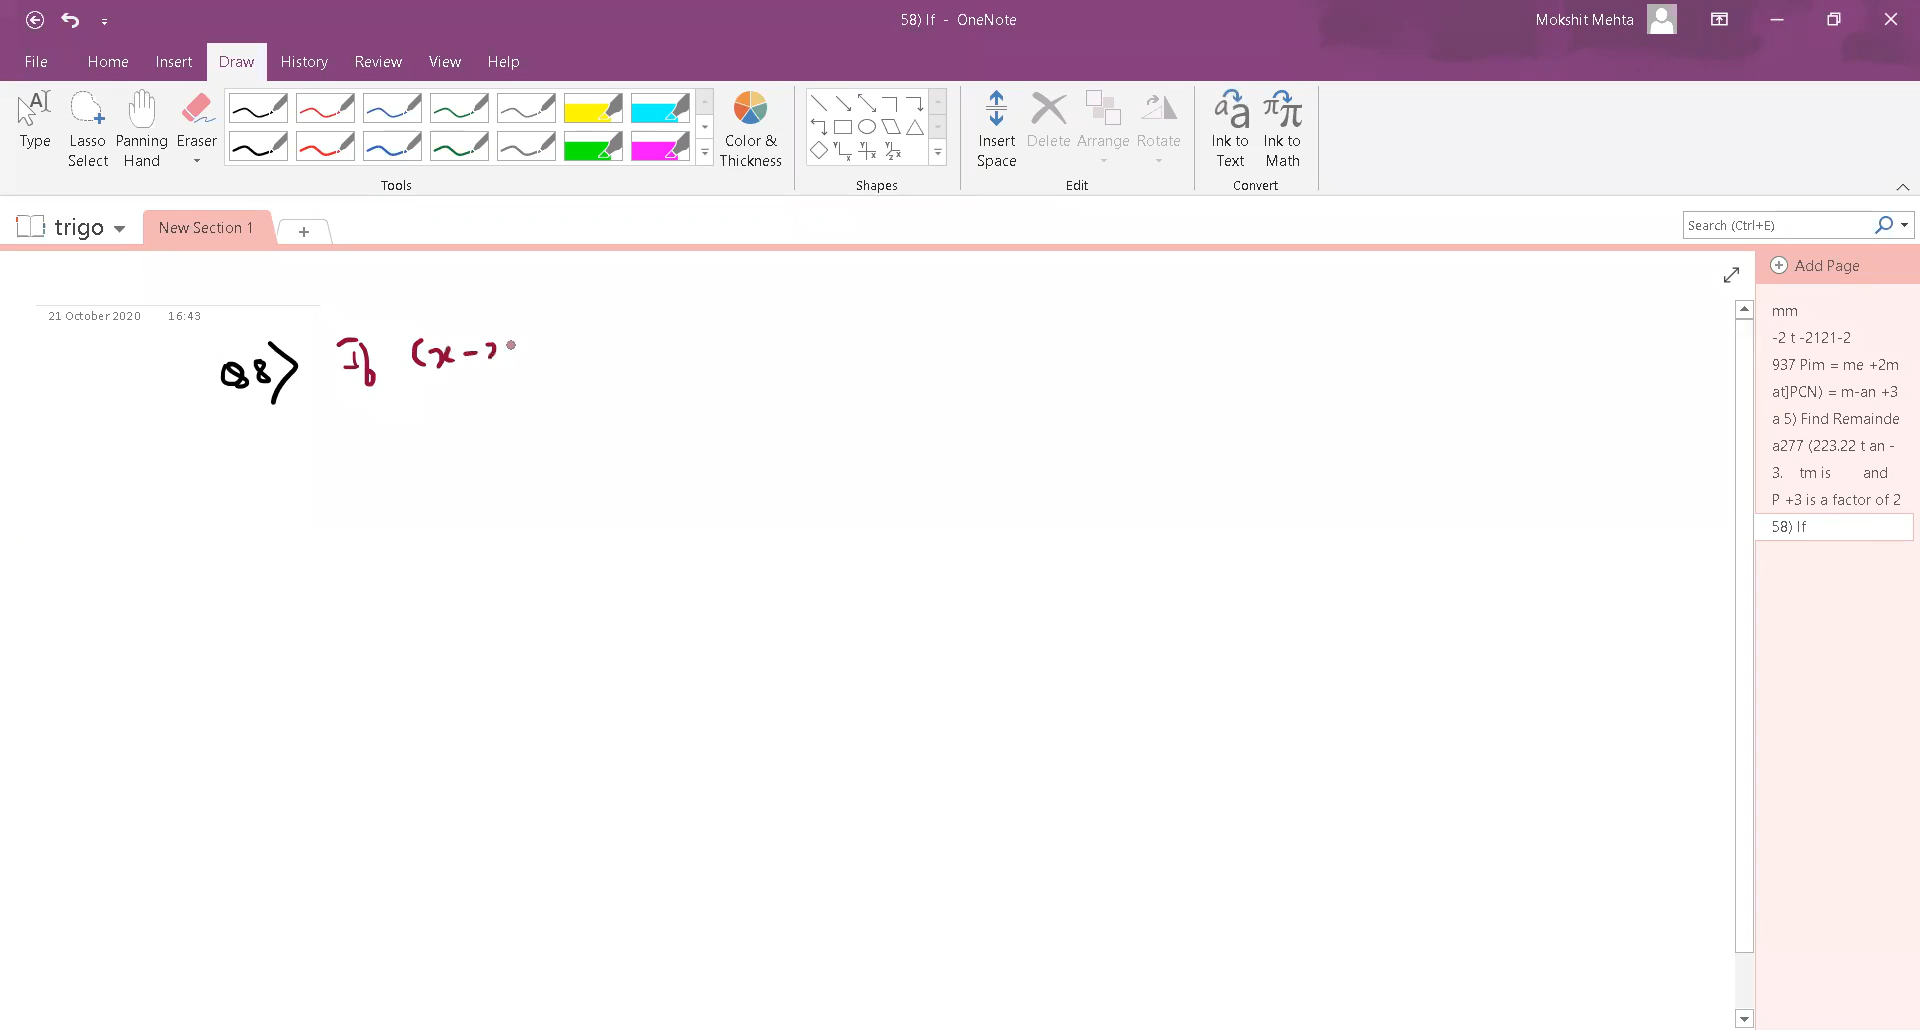 58) If - OneNote
Mokshit Mehta
File Home Insert Draw History Review View Help
Type
Lasso Select
Panning Hand
Eraser
Color & Thickness
Insert Space
Delete
Arrange
Rotate
Ink to Text
Ink to Math
Tools
Shapes
Edit
Convert
trigo
New Section 1
+
Search (Ctrl+E)
Add Page
21 October 2020 16:43
Q8) If (x-
mm
-2 t -2121-2
937 Pim = me +2m
at]PCN) = m-an +3
a 5) Find Remainde
a277 (223.22 t an -
3. tm is and
P +3 is a factor of 2
58) If